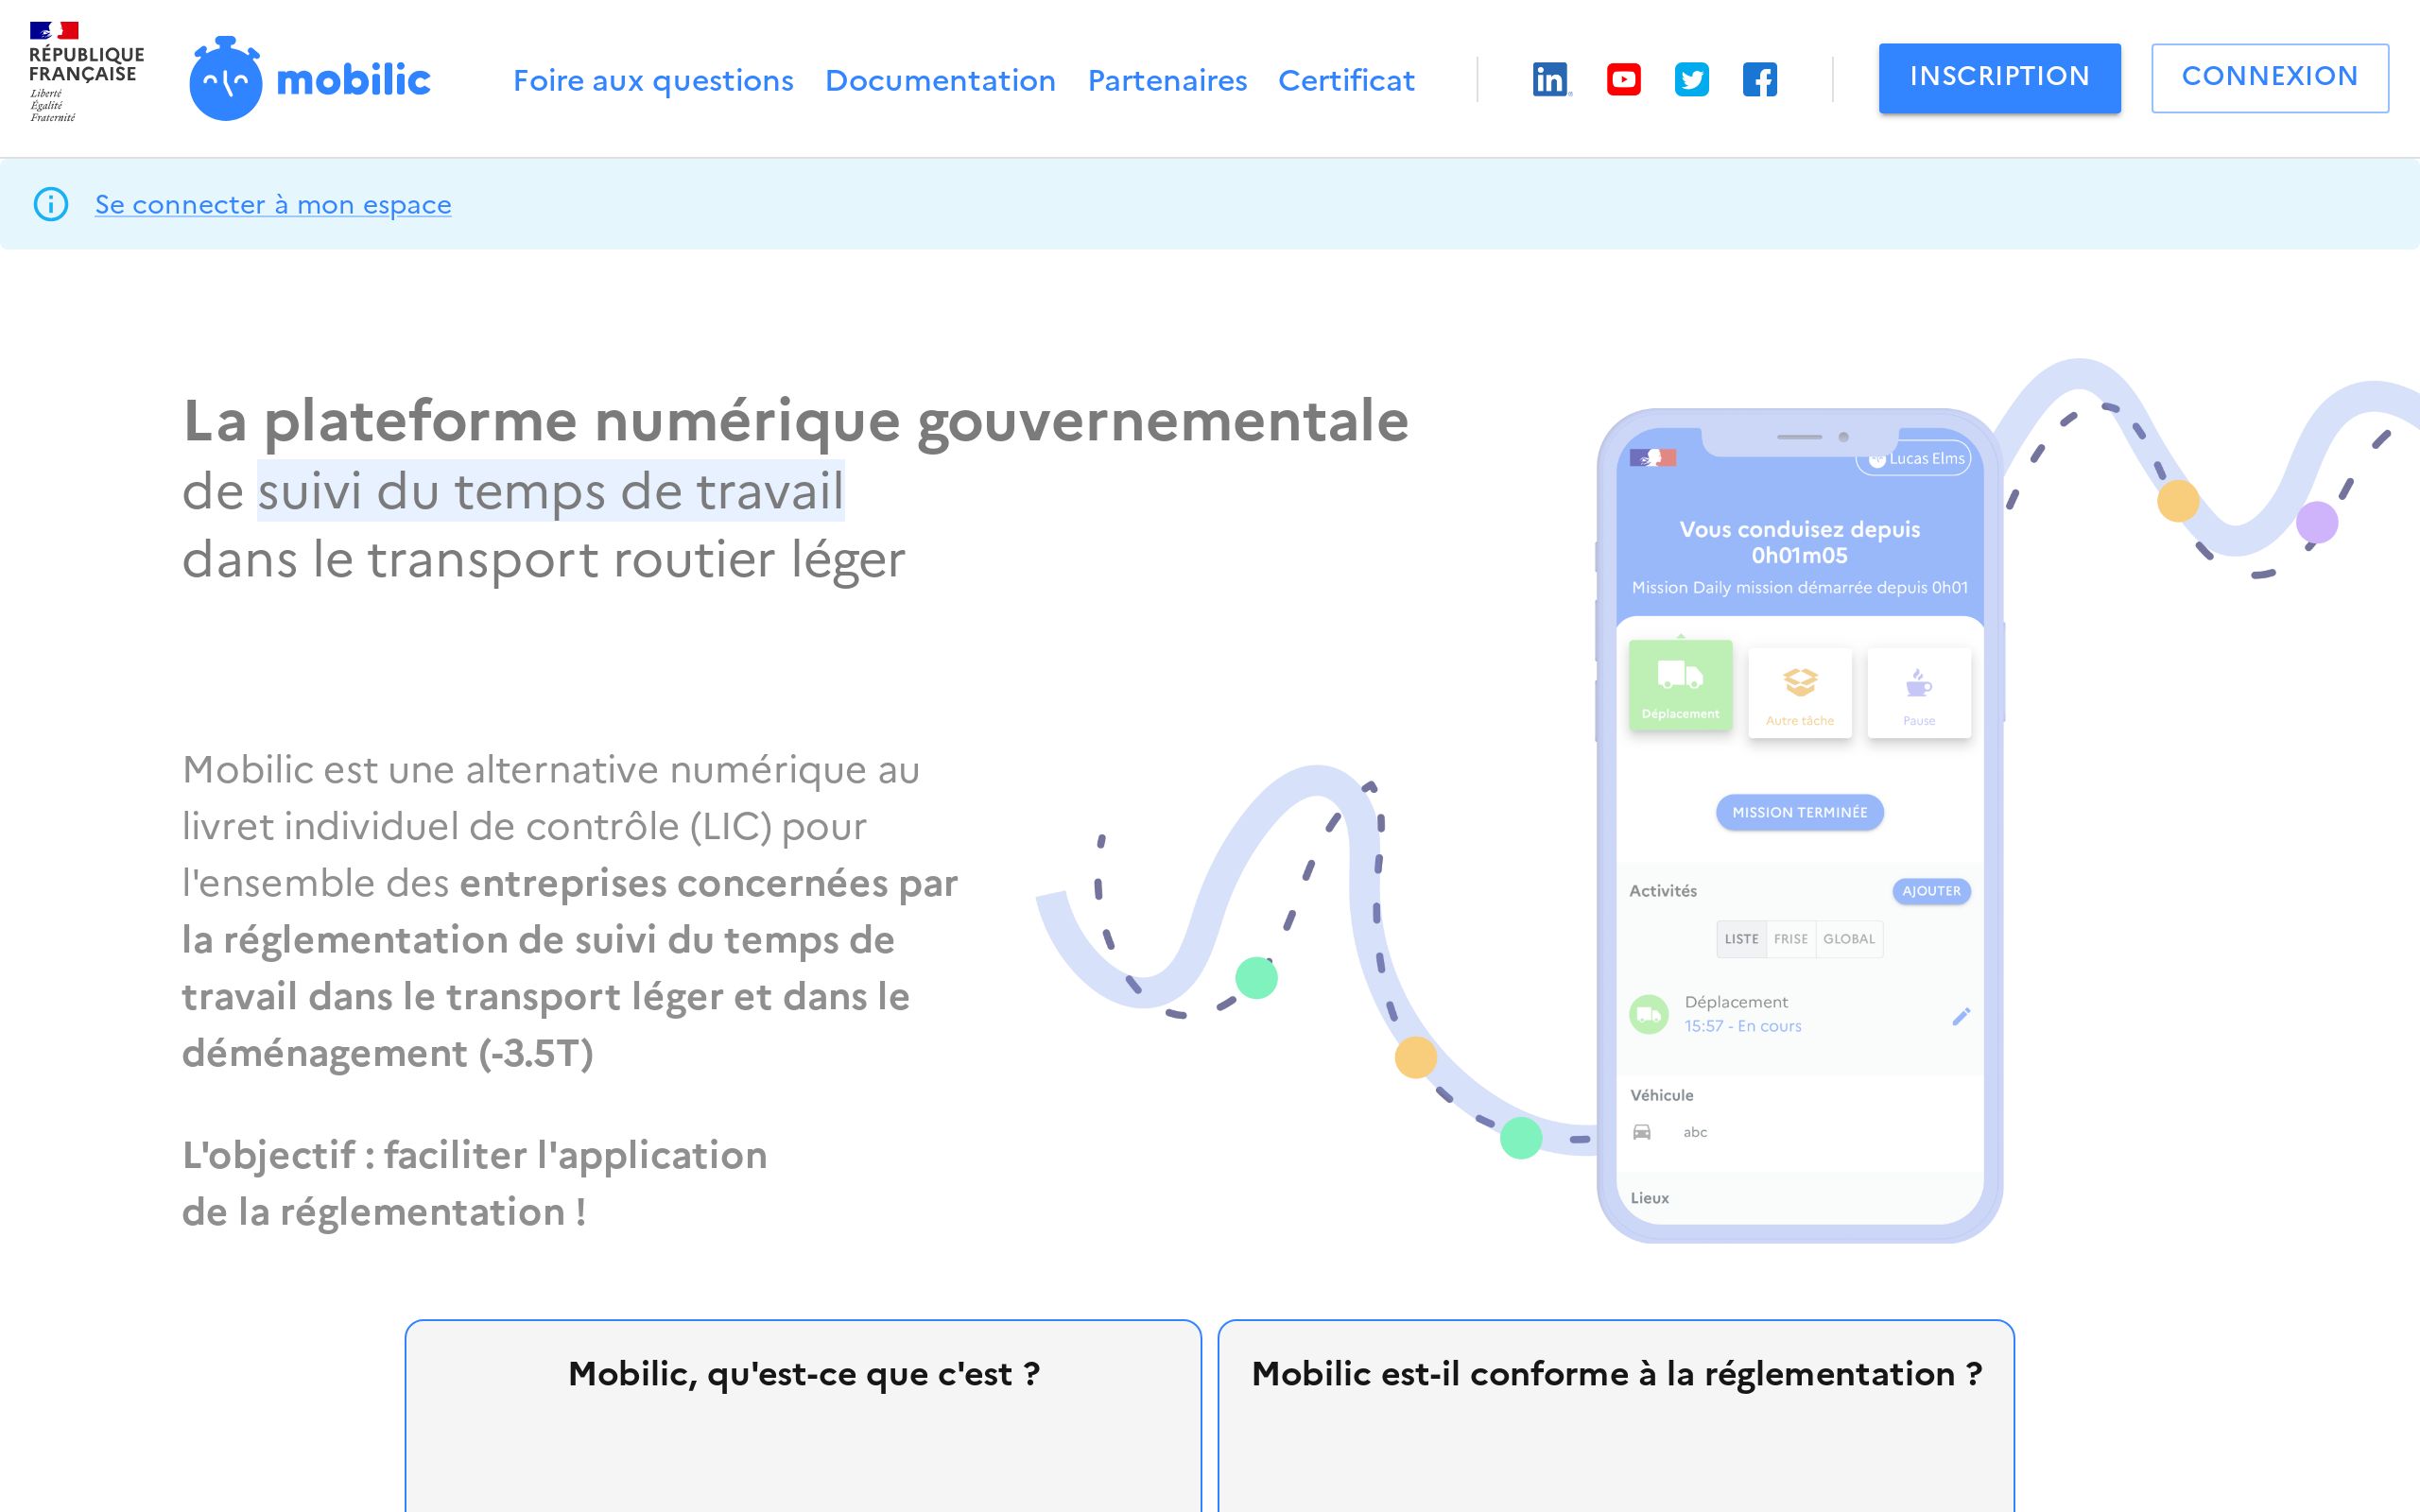 RÉPUBLIQUE
FRANÇAISE
Liberté
Égalité
Fraternité
mobilic
Foire aux questions
Documentation
Partenaires
Certificat
INSCRIPTION
CONNEXION
Se connecter à mon espace
La plateforme numérique gouvernementale
de suivi du temps de travail
dans le transport routier léger
Mobilic est une alternative numérique au
livret individuel de contrôle (LIC) pour
l'ensemble des entreprises concernées par
la réglementation de suivi du temps de
travail dans le transport léger et dans le
déménagement (-3.5T)
L'objectif : faciliter l'application
de la réglementation !
Lucas Elms
Vous conduisez depuis
0h01m05
Mission Daily mission démarrée depuis 0h01
Déplacement
Autre tâche
Pause
MISSION TERMINÉE
Activités
AJOUTER
LISTE FRISE GLOBAL
Déplacement
15:57 - En cours
Véhicule
abc
Lieux
Mobilic, qu'est-ce que c'est ?
Mobilic est-il conforme à la réglementation ?